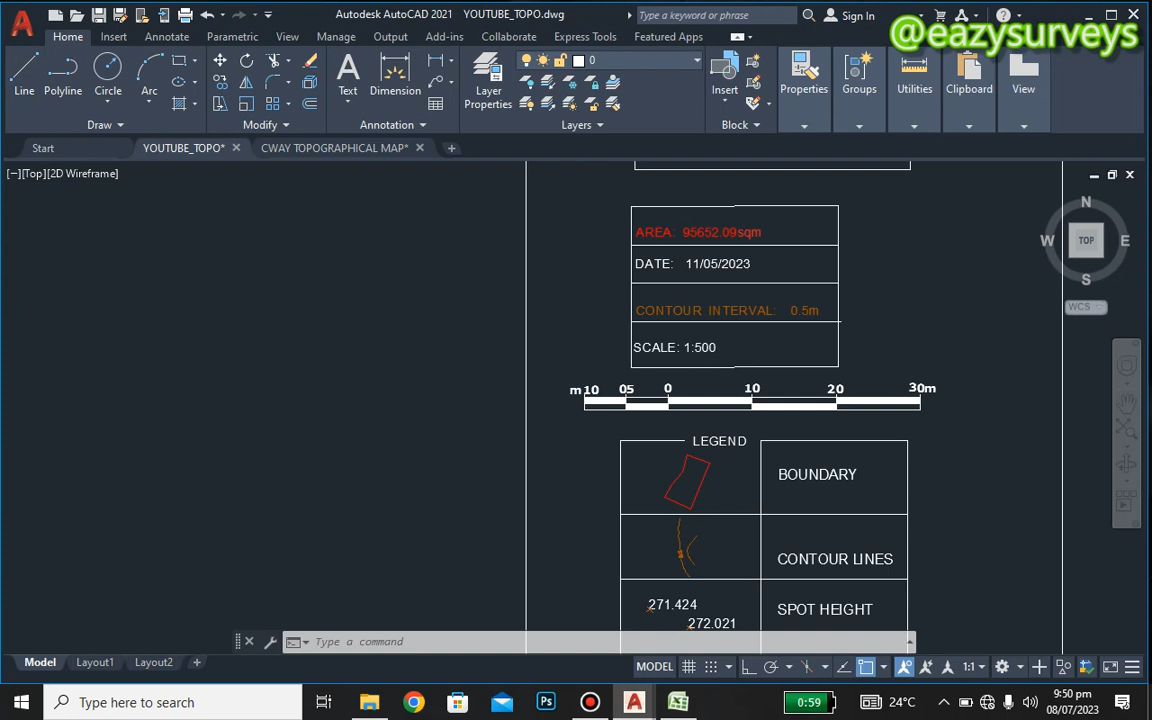 Autodesk AutoCAD 2021 YOUTUBE_TOPO.dwg
Type a keyword or phrase
Sign In
@eazysurveys
Home Insert Annotate Parametric View Manage Output Add-ins Collaborate Express Tools Featured Apps
Line Polyline Circle Arc
Text Dimension
Layer Properties
0
Insert Properties Groups Utilities Clipboard View
Draw Modify Annotation Layers Block
Start YOUTUBE_TOPO* CWAY TOPOGRAPHICAL MAP*
[−][Top][2D Wireframe]
N
W TOP E
S
WCS
AREA: 95652.09sqm
DATE: 11/05/2023
CONTOUR INTERVAL: 0.5m
SCALE: 1:500
m 10 05 0 10 20 30m
LEGEND
BOUNDARY
CONTOUR LINES
271.424
SPOT HEIGHT
272.021
Type a command
Model Layout1 Layout2
MODEL 1:1
Type here to search
0:59
24°C
9:50 pm
08/07/2023